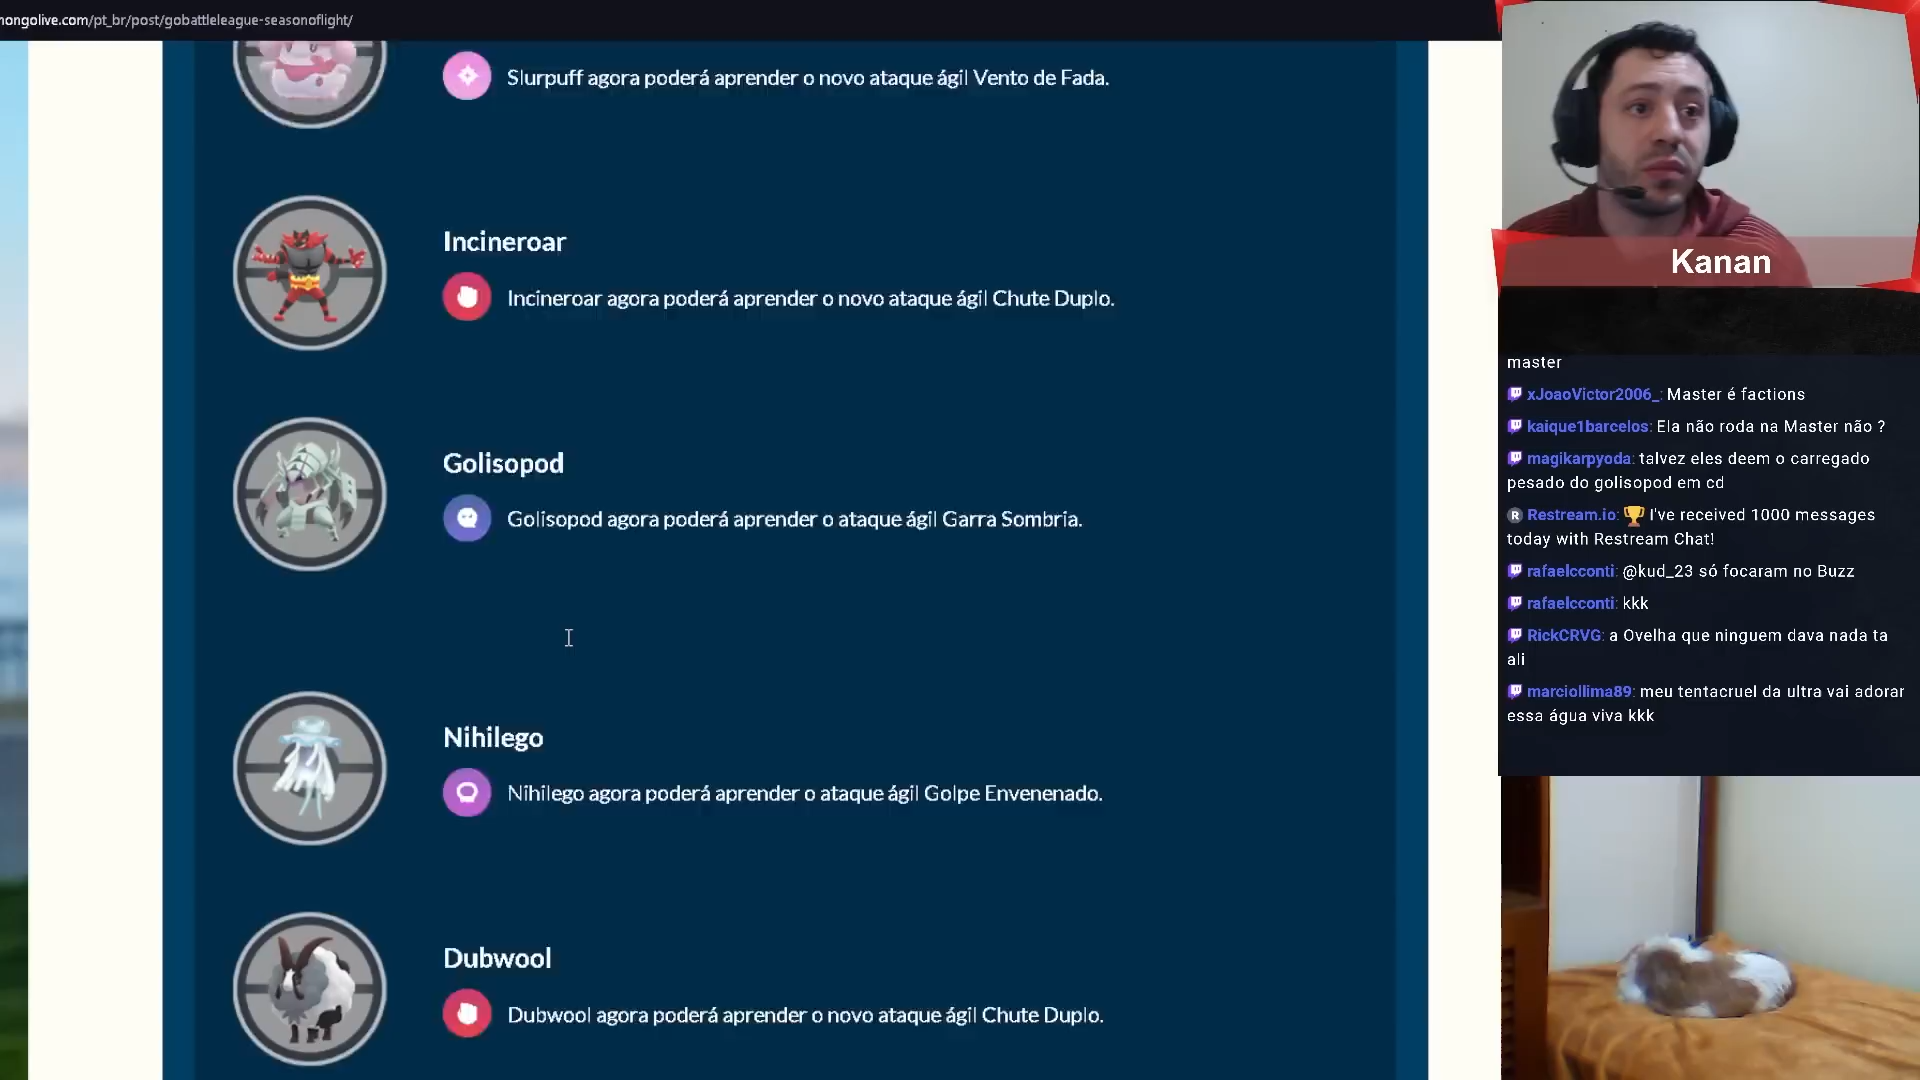 nongolive.com/pt_br/post/gobattleleague-seasonoflight/
Slurpuff agora poderá aprender o novo ataque ágil Vento de Fada.
Incineroar
Incineroar agora poderá aprender o novo ataque ágil Chute Duplo.
Golisopod
Golisopod agora poderá aprender o ataque ágil Garra Sombria.
Nihilego
Nihilego agora poderá aprender o ataque ágil Golpe Envenenado.
Dubwool
Dubwool agora poderá aprender o novo ataque ágil Chute Duplo.
Kanan
master
xJoaoVictor2006_: Master é factions
kaique1barcelos: Ela não roda na Master não ?
magikarpyoda: talvez eles deem o carregado
pesado do golisopod em cd
R Restream.io: 🏆 I've received 1000 messages
today with Restream Chat!
rafaelcconti: @kud_23 só focaram no Buzz
rafaelcconti: kkk
RickCRVG: a Ovelha que ninguem dava nada ta
ali
marciollima89: meu tentacruel da ultra vai adorar
essa água viva kkk